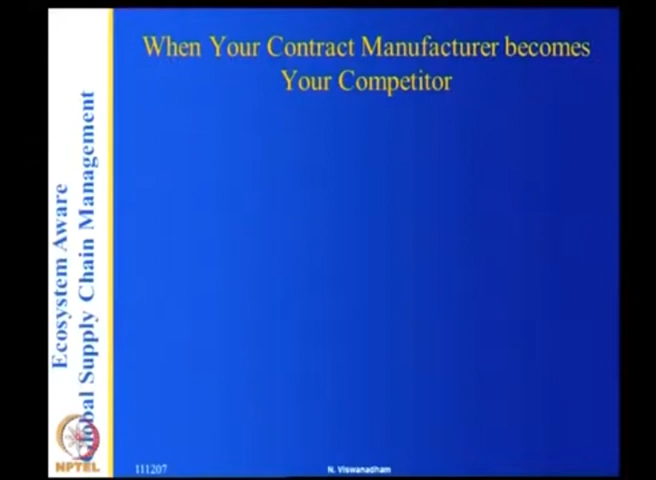 When Your Contract Manufacturer becomes
Your Competitor
Ecosystem Aware
Global Supply Chain Management
NPTEL
111207
N. Viswanadham